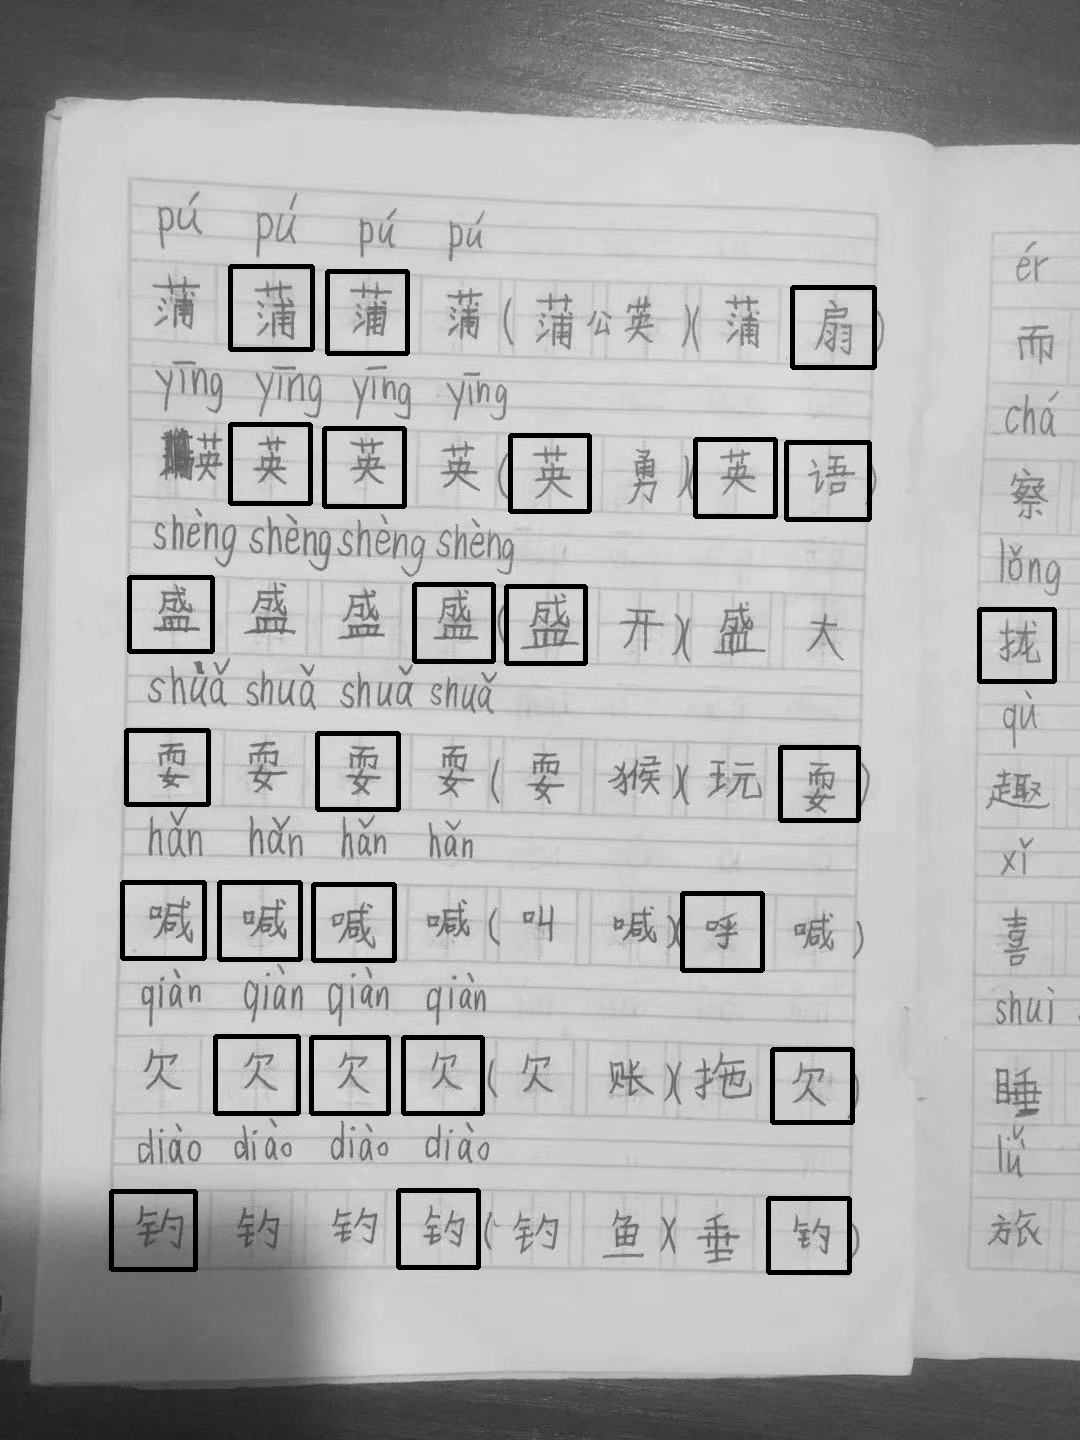 pú pú pú pú
蒲 蒲 蒲 蒲 ( 蒲公英 )( 蒲 扇 )
yīng yīng yīng yīng
英 英 英 英 ( 英 勇 )( 英 语 )
shèng shèng shèng shèng
盛 盛 盛 盛 ( 盛 开 )( 盛 大
shuǎ shuǎ shuǎ shuǎ
耍 耍 耍 耍 ( 耍 猴 )( 玩 耍 )
hǎn hǎn hǎn hǎn
喊 喊 喊 喊 ( 叫 喊 )( 呼 喊 )
qiàn qiàn qiàn qiàn
欠 欠 欠 欠 ( 欠 账 )( 拖 欠 )
diào diào diào diào
钓 钓 钓 钓 ( 钓 鱼 )( 垂 钓 )
ér
而
chá
察
lǒng
拢
qù
趣
xǐ
喜
shuì
睡
lǚ
旅